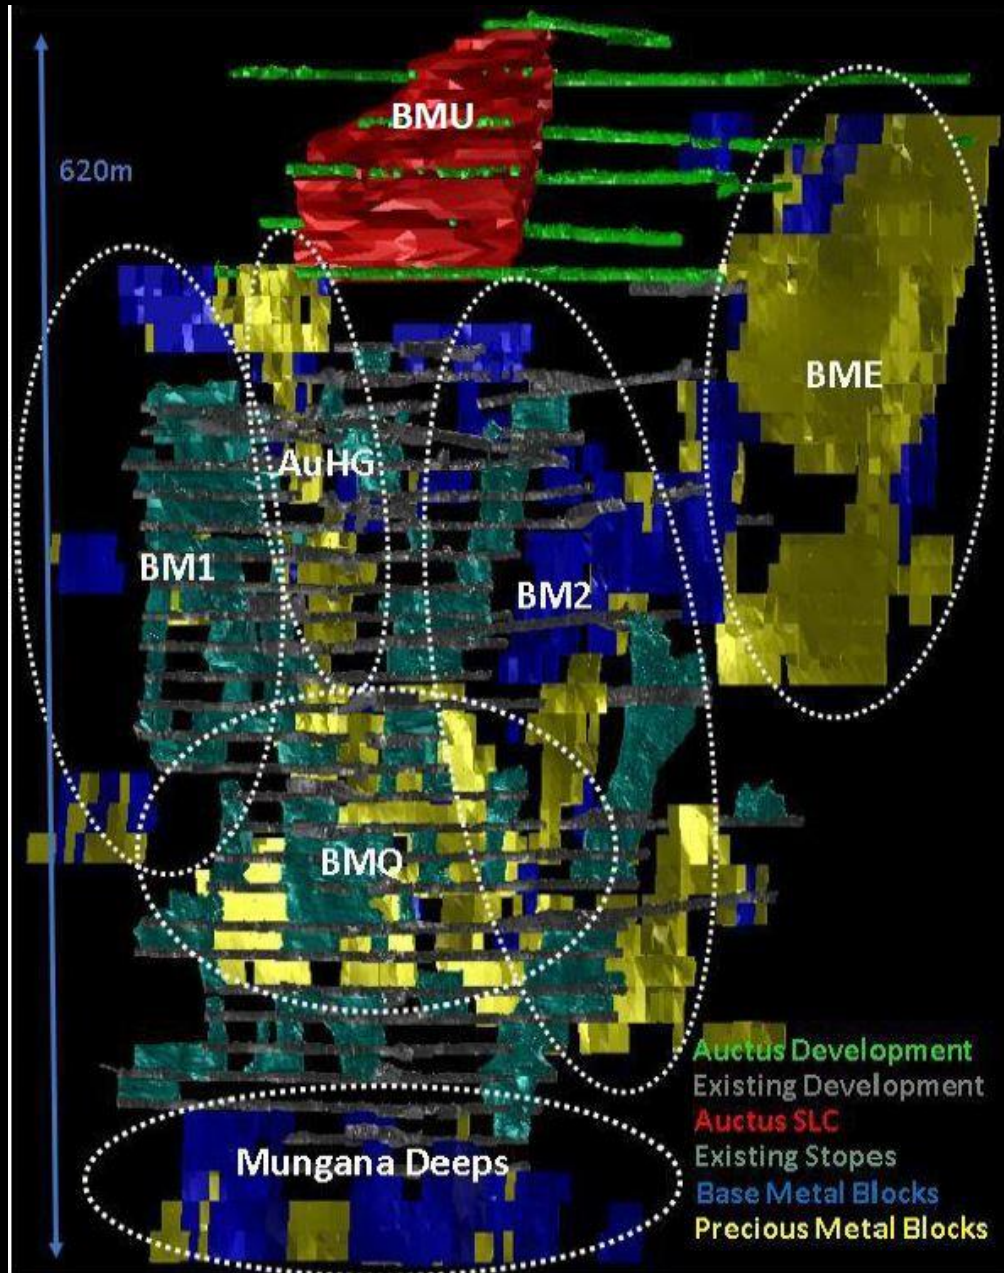 BMU
620m
BME
AuHG
BM1
BM2
BMQ
Mungana Deeps
Auctus Development
Existing Development
Auctus SLC
Existing Stopes
Base Metal Blocks
Precious Metal Blocks